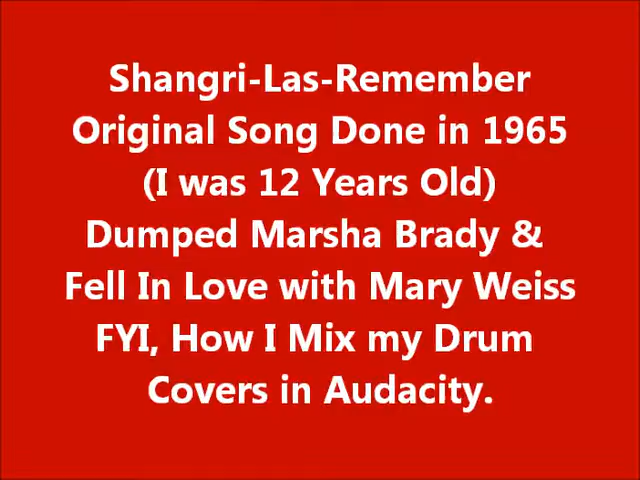 Shangri-Las-Remember
Original Song Done in 1965
(I was 12 Years Old)
Dumped Marsha Brady &
Fell In Love with Mary Weiss
FYI, How I Mix my Drum
Covers in Audacity.